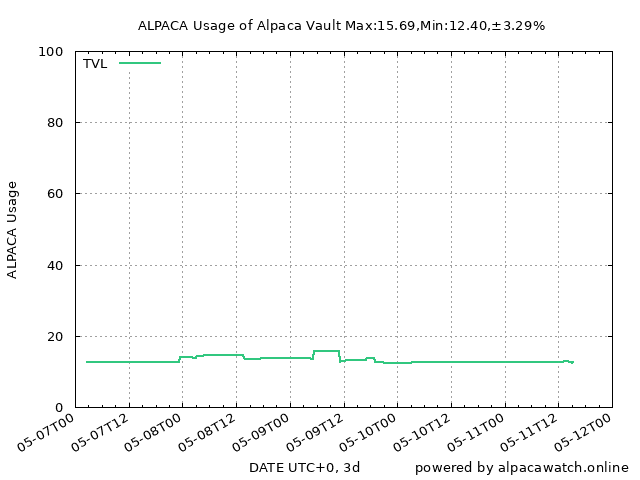 ALPACA Usage of Alpaca Vault Max:15.69,Min:12.40,±3.29%
100
TVL
80
60
40
20
0
ALPACA Usage
05-07T00
05-07T12
05-08T00
05-08T12
05-09T00
05-09T12
05-10T00
05-10T12
05-11T00
05-11T12
05-12T00
DATE UTC+0, 3d
powered by alpacawatch.online